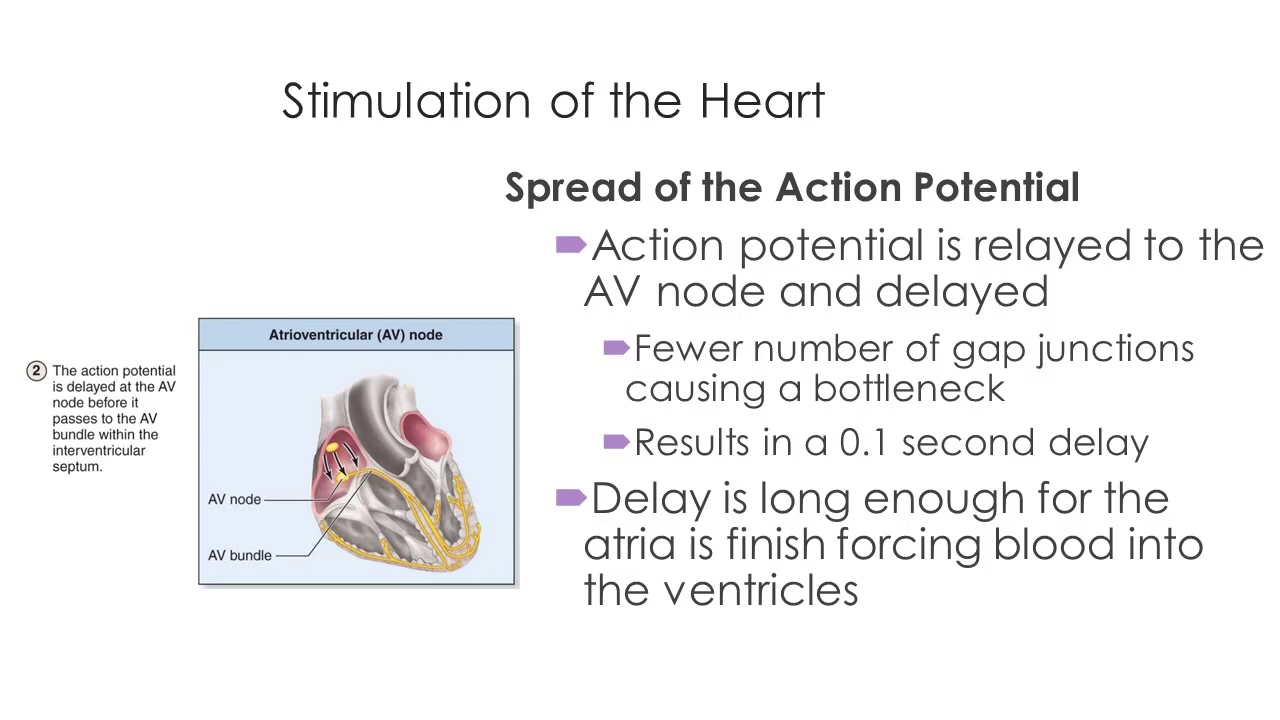 Stimulation of the Heart
Spread of the Action Potential
Action potential is relayed to the
AV node and delayed
Fewer number of gap junctions
causing a bottleneck
Results in a 0.1 second delay
Delay is long enough for the
atria is finish forcing blood into
the ventricles
2 The action potential
is delayed at the AV
node before it
passes to the AV
bundle within the
interventricular
septum.
Atrioventricular (AV) node
AV node
AV bundle